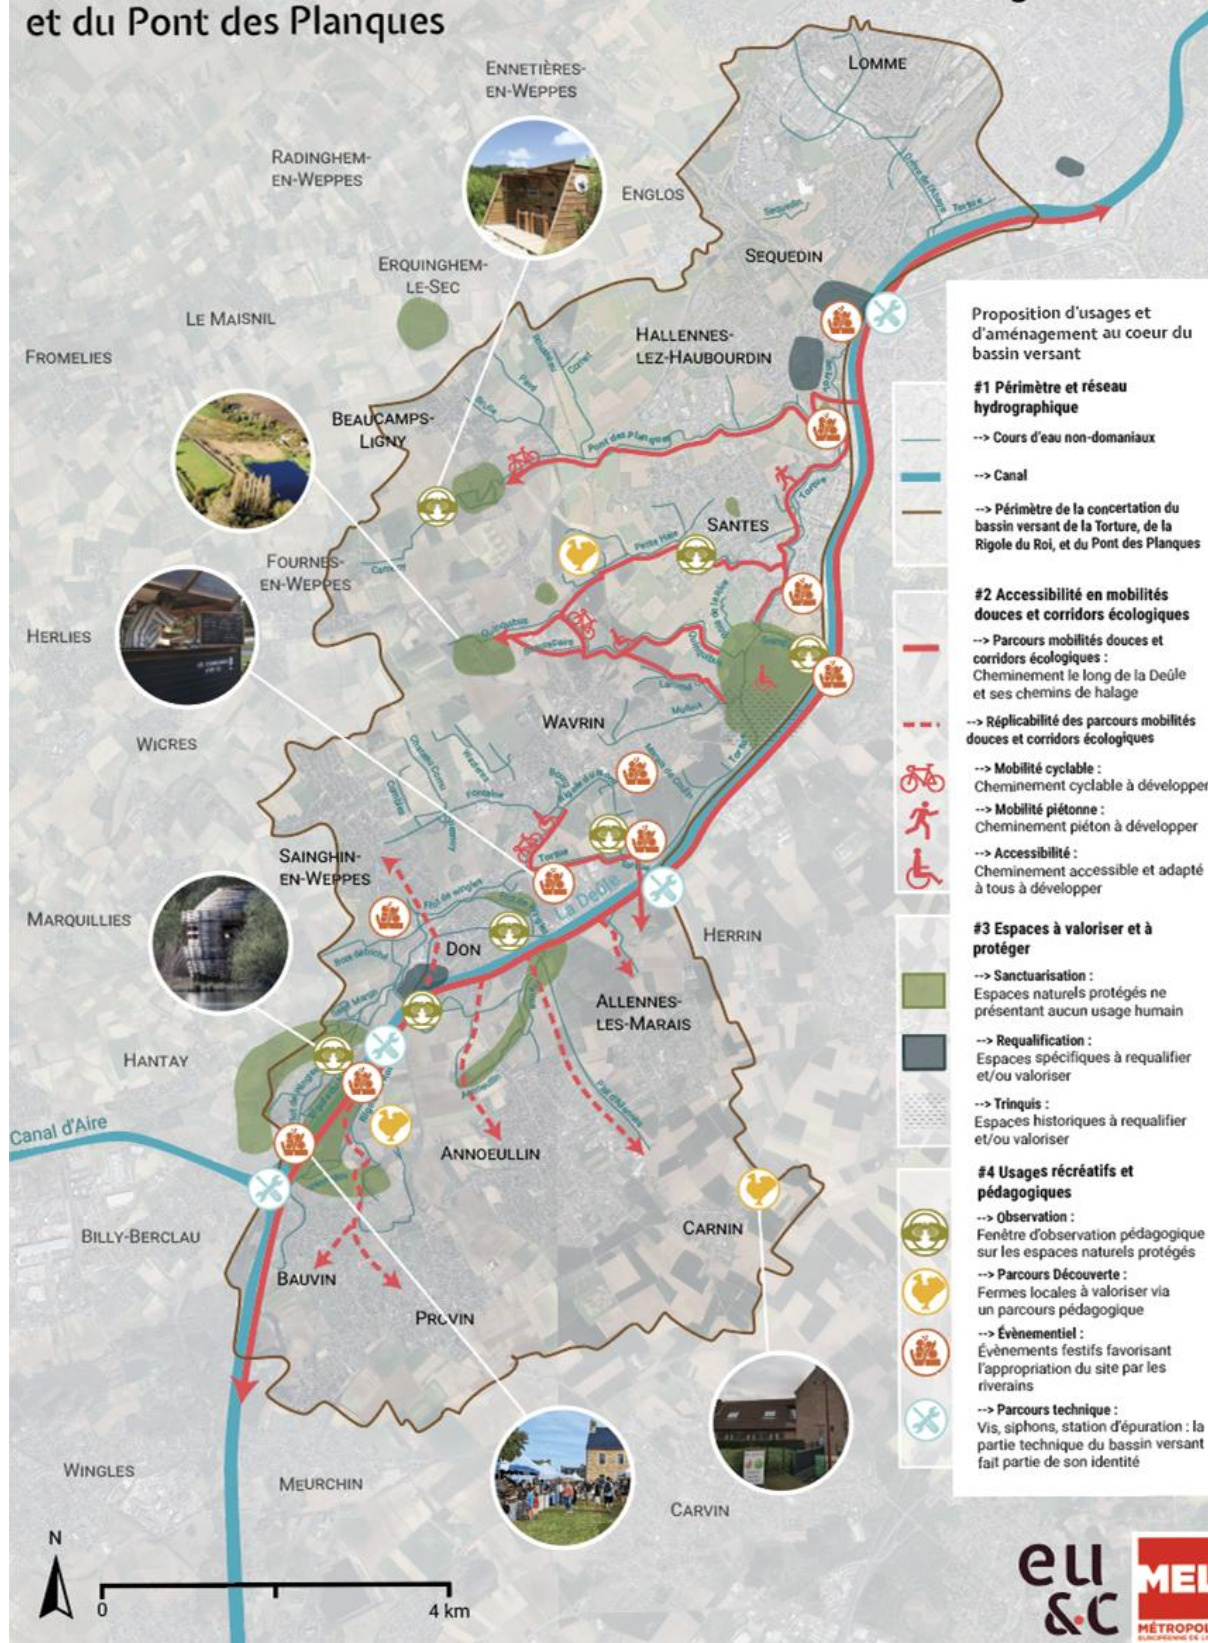 et du Pont des Planques
LOMME
ENNETIÈRES-
EN-WEPPES
RADINGHEM-
EN-WEPPES
ENGLOS
Sequedin
Tortue
SEQUEDIN
ERQUINGHEM-
LE-SEC
LE MAISNIL
HALLENNES-
LEZ-HAUBOURDIN
FROMELIES
BEAUCAMPS-
LIGNY
Pont des Planques
Tortue
SANTES
Petite Haie
FOURNES-
EN-WEPPES
HERLIES
Guinquibus
WAVRIN
WICRES
Fontaine
SAINGHIN-
EN-WEPPES
Tortue
Flot de Wingles
La Deûle
MARQUILLIES
HERRIN
DON
ALLENNES-
LES-MARAIS
HANTAY
Canal d'Aire
Annoeullin
ANNOEULLIN
CARNIN
BILLY-BERCLAU
BAUVIN
PROVIN
WINGLES
MEURCHIN
CARVIN
N
0
4 km
Proposition d'usages et
d'aménagement au coeur du
bassin versant
#1 Périmètre et réseau
hydrographique
--> Cours d'eau non-domaniaux
--> Canal
--> Périmètre de la concertation du
bassin versant de la Torture, de la
Rigole du Roi, et du Pont des Planques
#2 Accessibilité en mobilités
douces et corridors écologiques
--> Parcours mobilités douces et
corridors écologiques :
Cheminement le long de la Deûle
et ses chemins de halage
--> Réplicabilité des parcours mobilités
douces et corridors écologiques
--> Mobilité cyclable :
Cheminement cyclable à développer
--> Mobilité piétonne :
Cheminement piéton à développer
--> Accessibilité :
Cheminement accessible et adapté
à tous à développer
#3 Espaces à valoriser et à
protéger
--> Sanctuarisation :
Espaces naturels protégés ne
présentant aucun usage humain
--> Requalification :
Espaces spécifiques à requalifier
et/ou valoriser
--> Trinquis :
Espaces historiques à requalifier
et/ou valoriser
#4 Usages récréatifs et
pédagogiques
--> Observation :
Fenêtre d'observation pédagogique
sur les espaces naturels protégés
--> Parcours Découverte :
Fermes locales à valoriser via
un parcours pédagogique
--> Évènementiel :
Évènements festifs favorisant
l'appropriation du site par les
riverains
--> Parcours technique :
Vis, siphons, station d'épuration : la
partie technique du bassin versant
fait partie de son identité
eu
&C
MEL
MÉTROPOLE